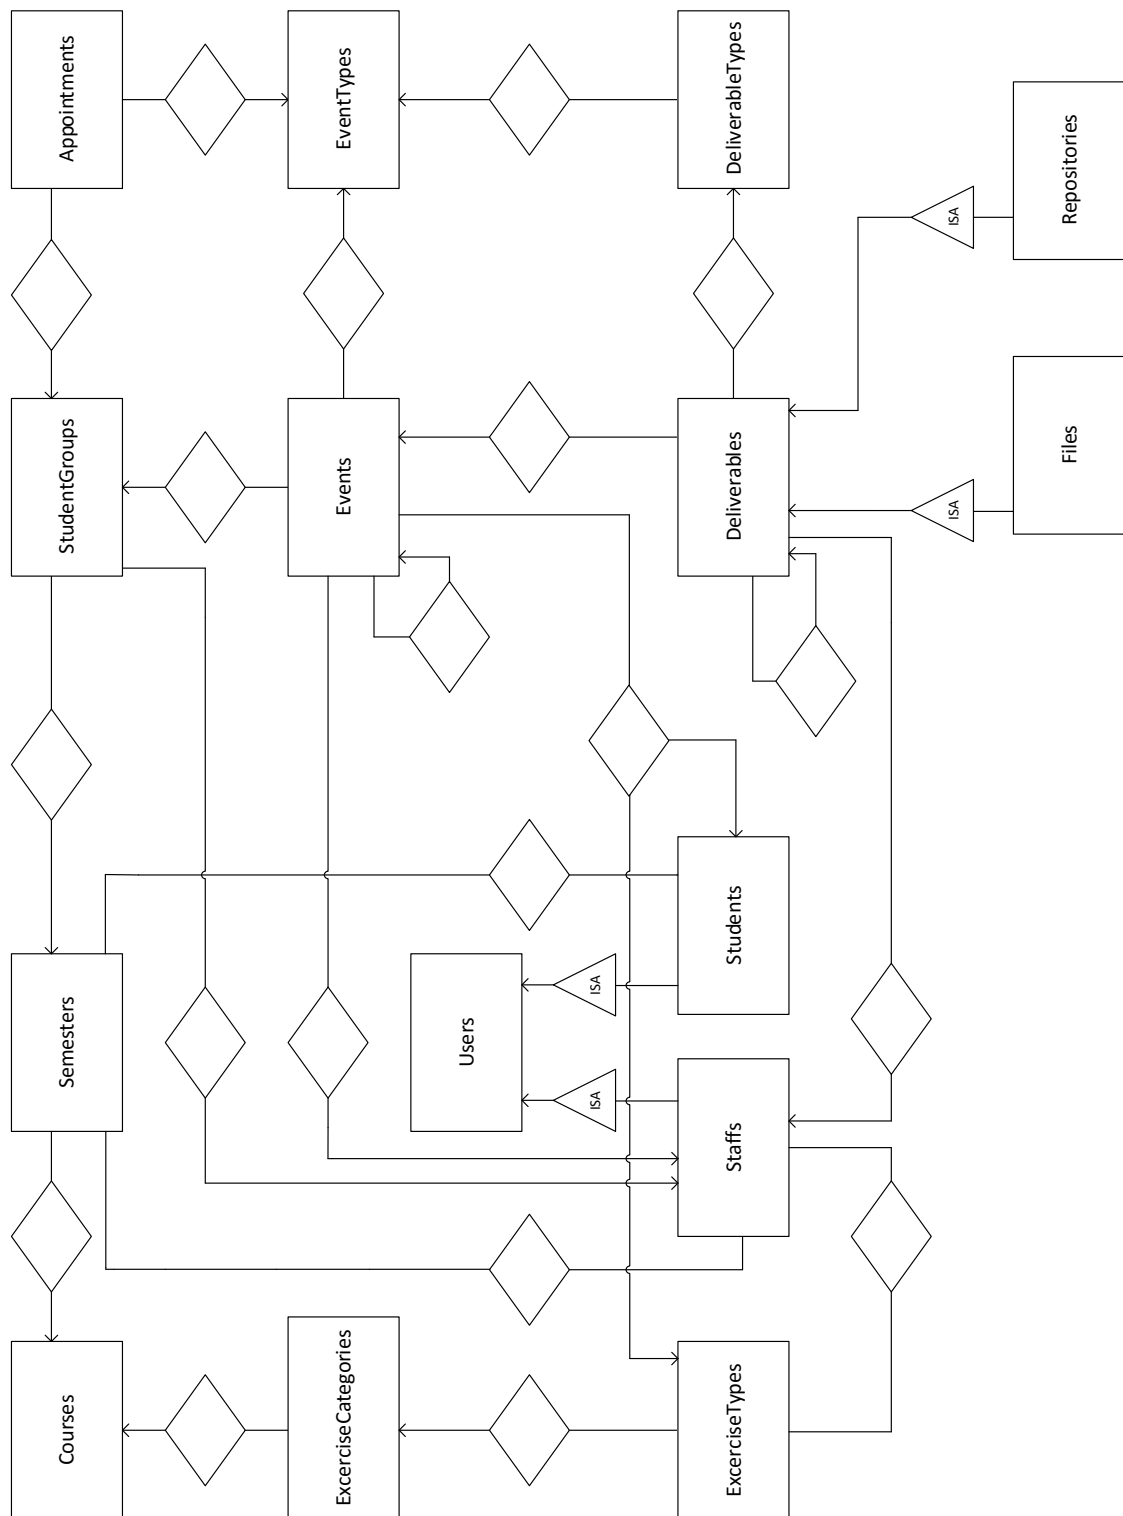 Courses
Semesters
StudentGroups
Appointments
ExcerciseCategories
Events
EventTypes
Users
ISA
ISA
ExcerciseTypes
Staffs
Students
Deliverables
DeliverableTypes
ISA
ISA
Files
Repositories